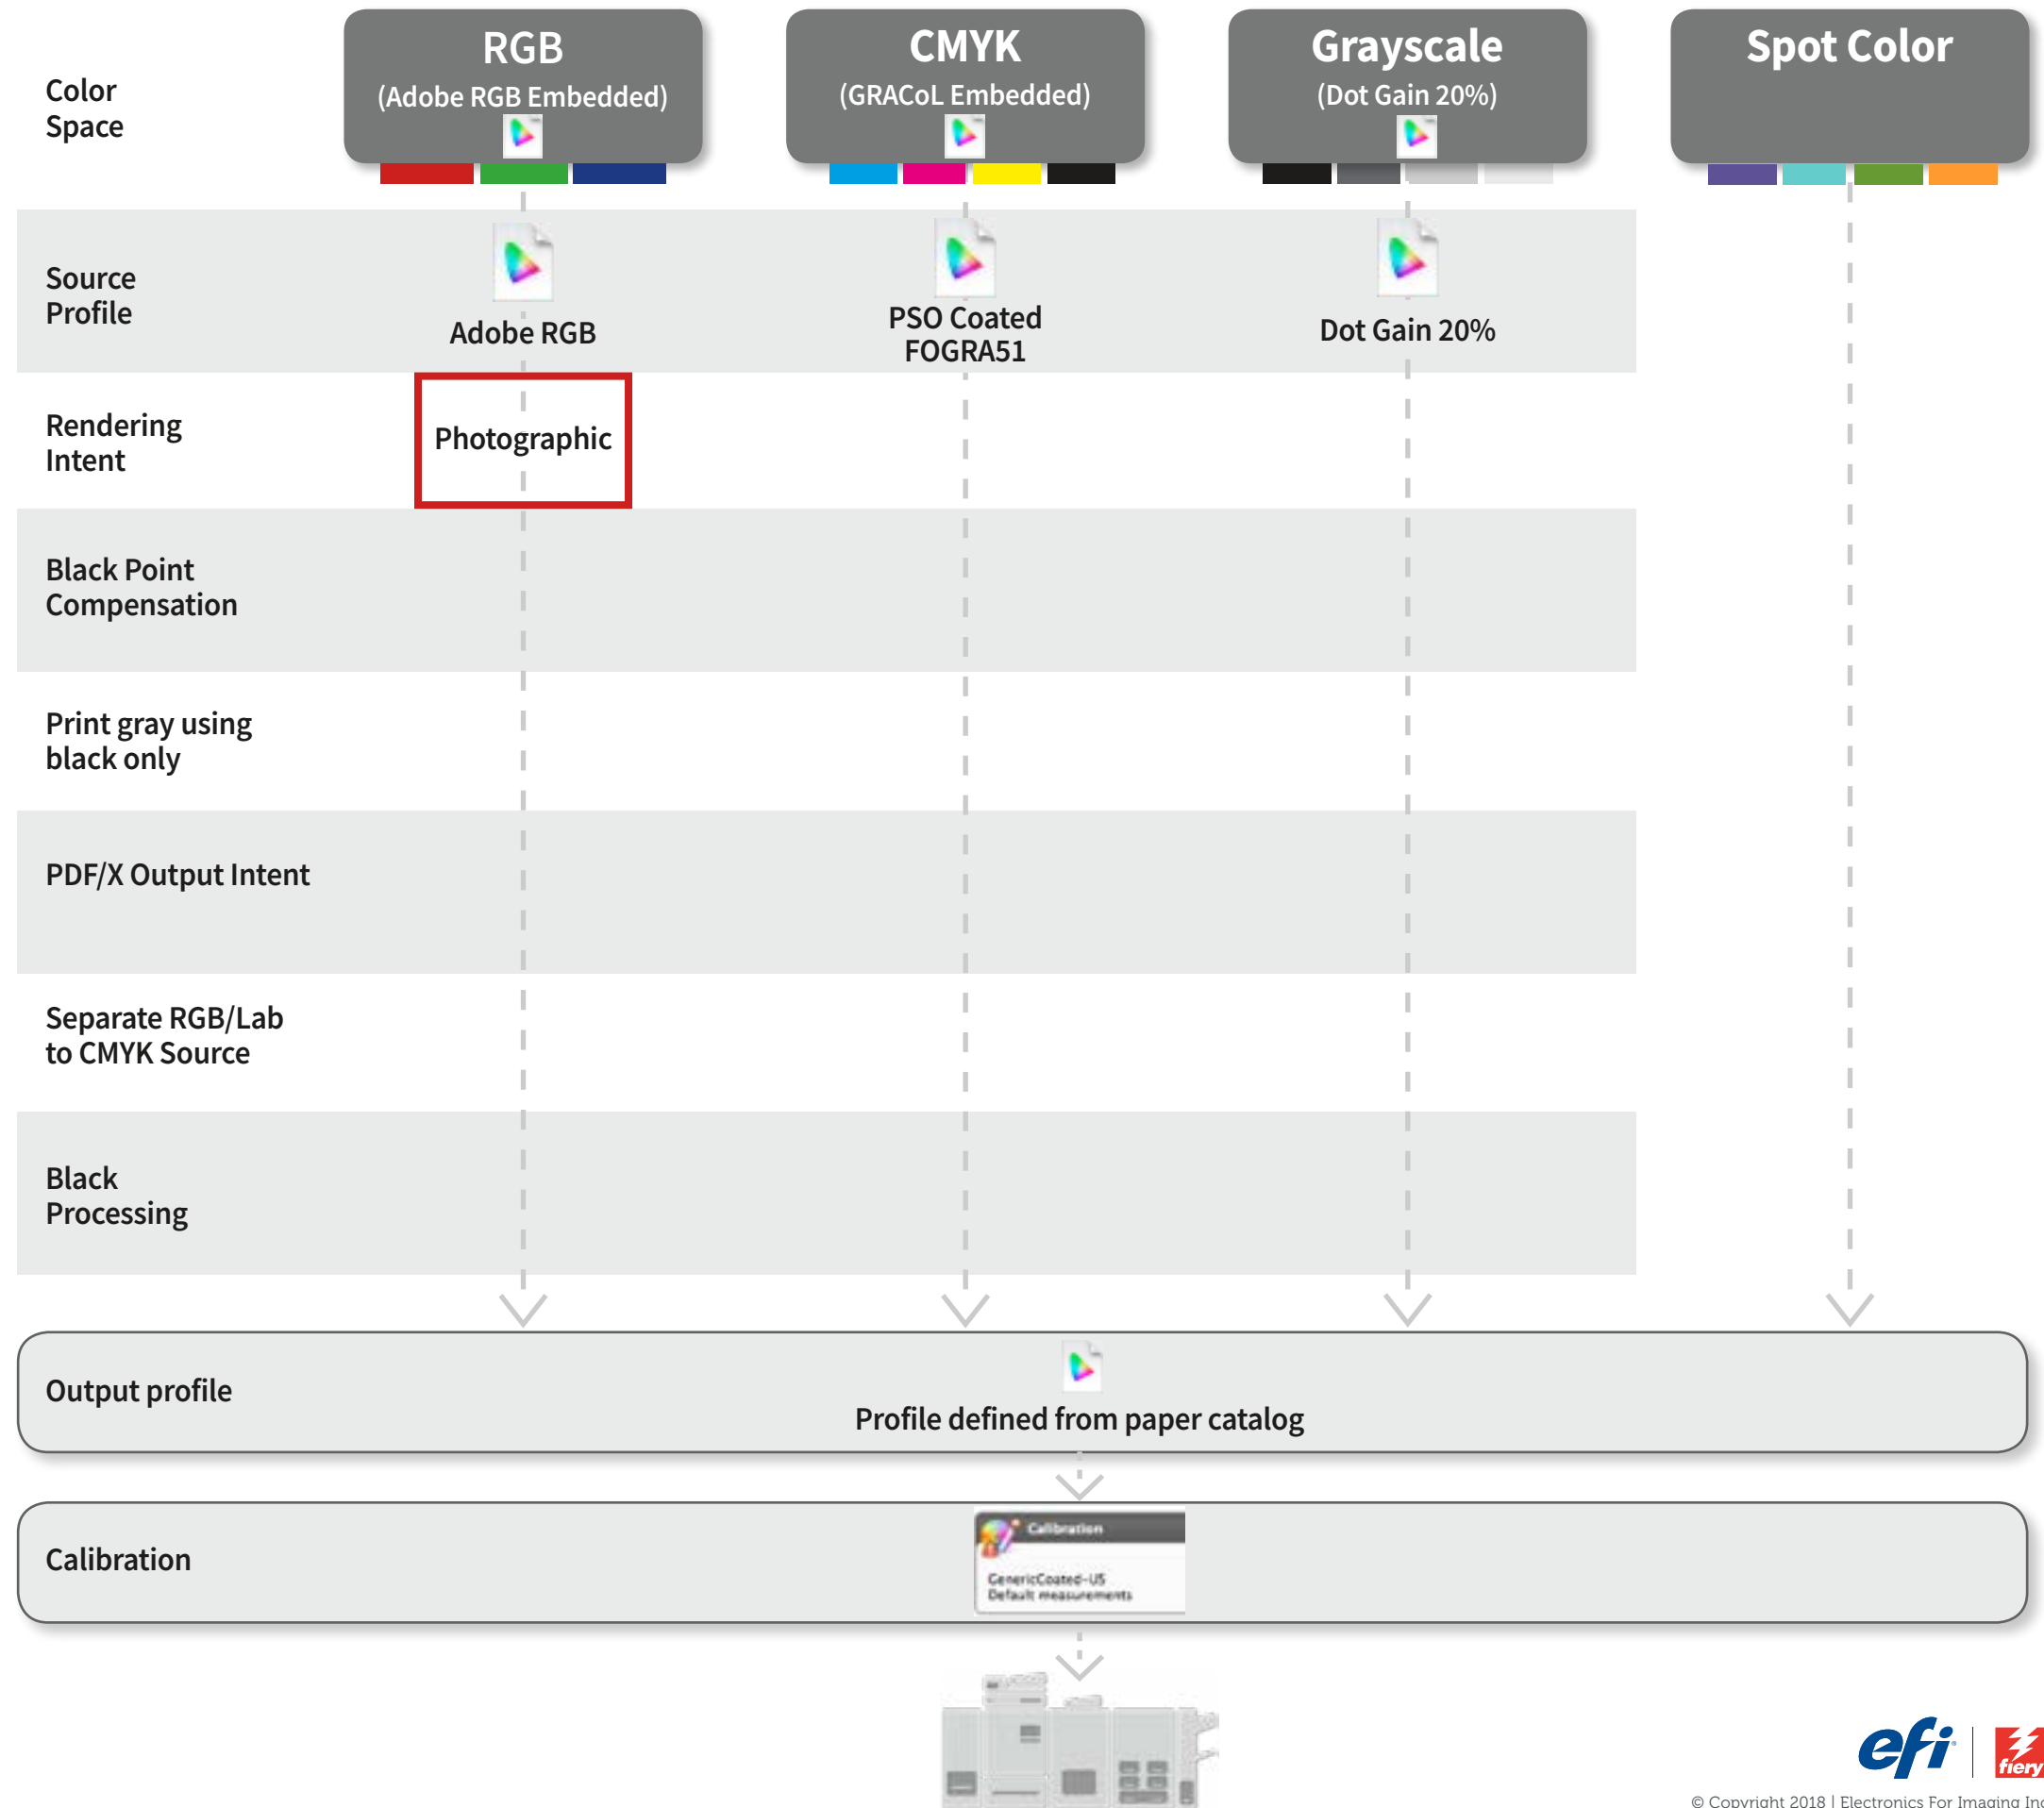 RGB
(Adobe RGB Embedded)
CMYK
(GRACoL Embedded)
Grayscale
(Dot Gain 20%)
Spot Color
Color
Space
Source
Profile
Adobe RGB
PSO Coated
FOGRA51
Dot Gain 20%
Rendering
Intent
Photographic
Black Point
Compensation
Print gray using
black only
PDF/X Output Intent
Separate RGB/Lab
to CMYK Source
Black
Processing
Output profile
Profile defined from paper catalog
Calibration
Calibration
GenericCoated-US
Default measurements
efi
fiery
© Copyright 2018 | Electronics For Imaging Inc